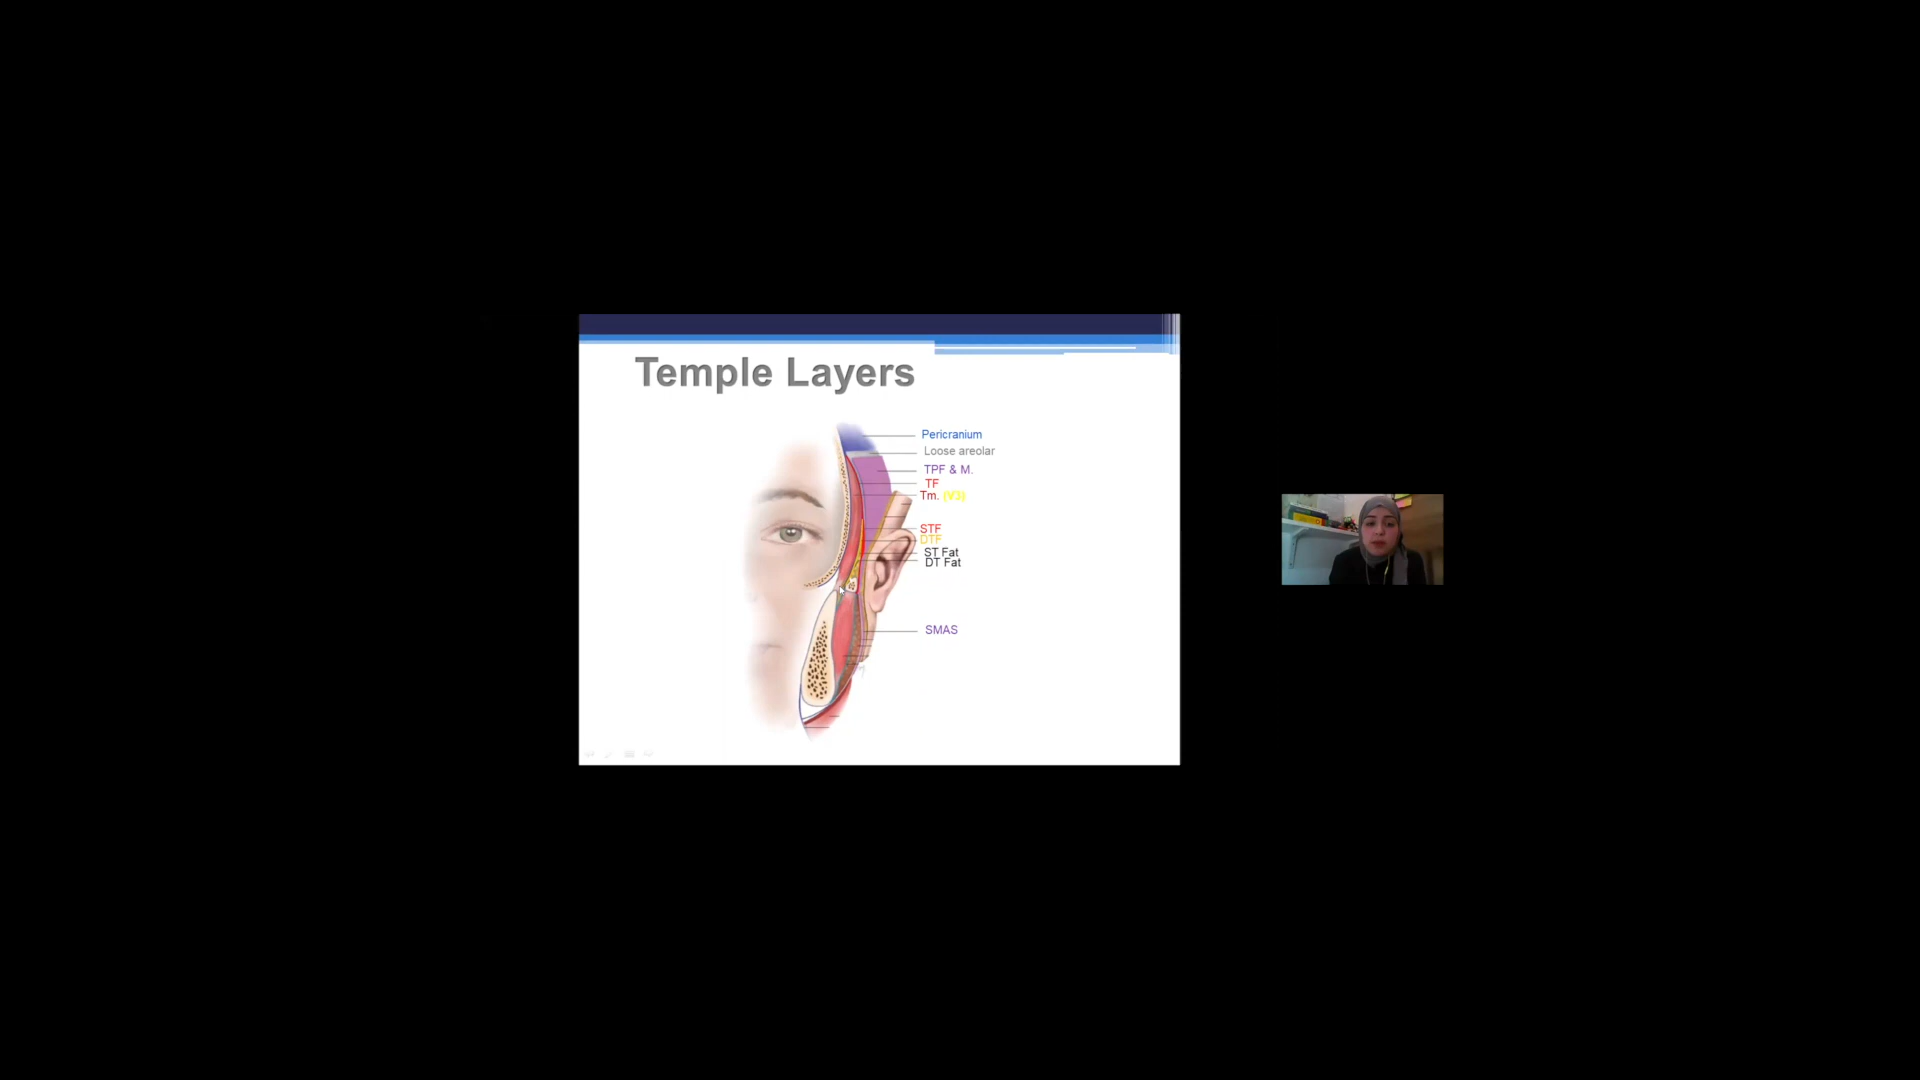 Temple Layers
Pericranium
Loose areolar
TPF & M.
TF
Tm. (V3)
STF
DTF
ST Fat
DT Fat
SMAS